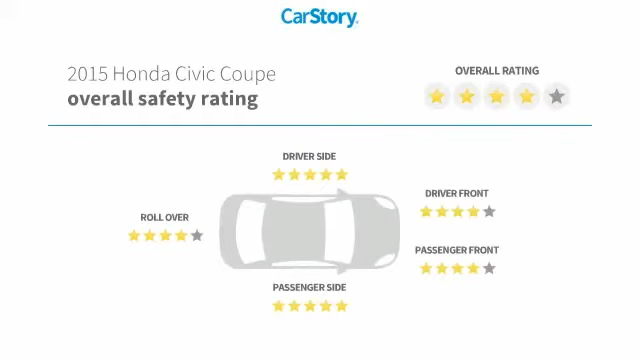 CarStory
2015 Honda Civic Coupe
overall safety rating
OVERALL RATING
DRIVER SIDE
DRIVER FRONT
ROLL OVER
PASSENGER FRONT
PASSENGER SIDE